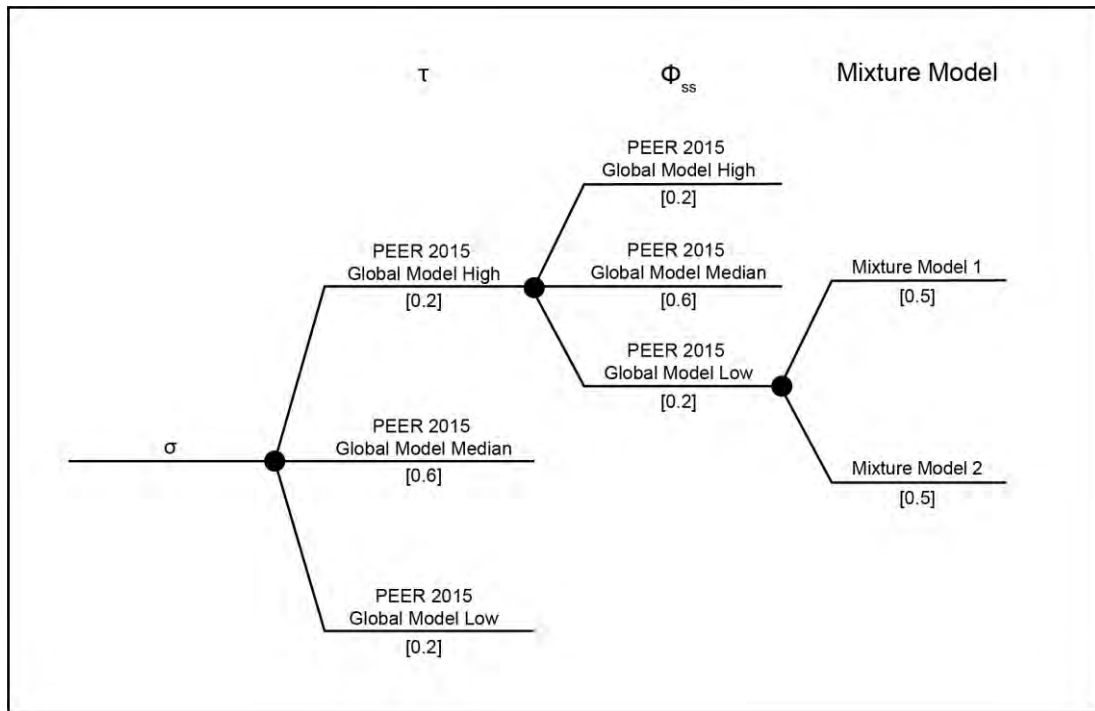 τ
Φss
Mixture Model
PEER 2015
Global Model High
[0.2]
PEER 2015
Global Model High
[0.2]
PEER 2015
Global Model Median
[0.6]
Mixture Model 1
[0.5]
PEER 2015
Global Model Low
[0.2]
σ
PEER 2015
Global Model Median
[0.6]
Mixture Model 2
[0.5]
PEER 2015
Global Model Low
[0.2]